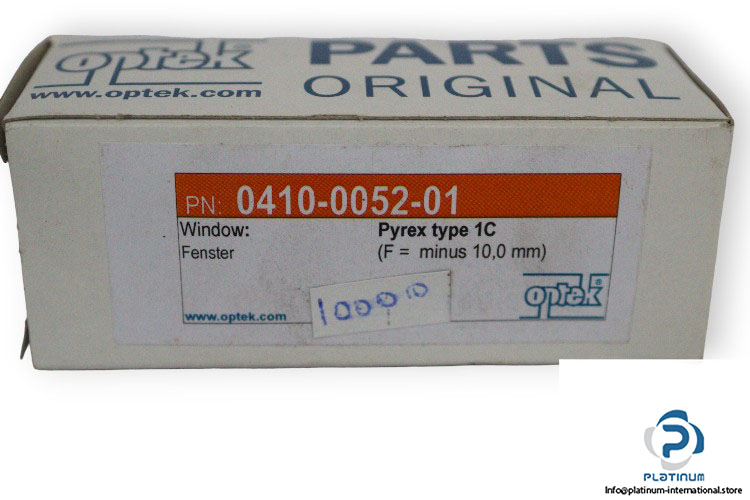 optek
PARTS
www.optek.com
ORIGINAL
PN: 0410-0052-01
Window: Pyrex type 1C
Fenster (F = minus 10,0 mm)
optek
www.optek.com
10000
PLATINUM
Info@platinum-international.store